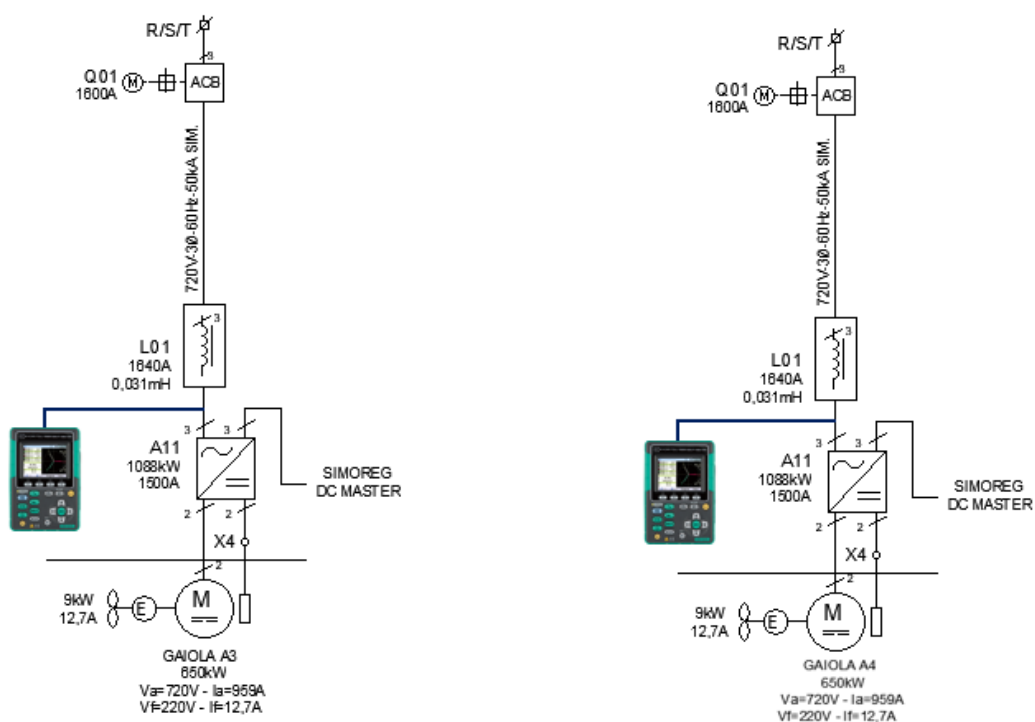 R/S/T
3
Q01
1600A
M
ACB
720V-3Ø-60Hz-50kA SIM.
3
L01
1640A
0,031mH
3
3
A11
1088kW
1500A
SIMOREG
DC MASTER
2
2
X4
2
9kW
12,7A
E
M
GAIOLA A3
650kW
Va=720V - Ia=959A
Vf=220V - If=12,7A
R/S/T
3
Q01
1600A
M
ACB
720V-3Ø-60Hz-50kA SIM.
3
L01
1640A
0,031mH
3
3
A11
1088kW
1500A
SIMOREG
DC MASTER
2
2
X4
2
9kW
12,7A
E
M
GAIOLA A4
650kW
Va=720V - Ia=959A
Vf=220V - If=12,7A